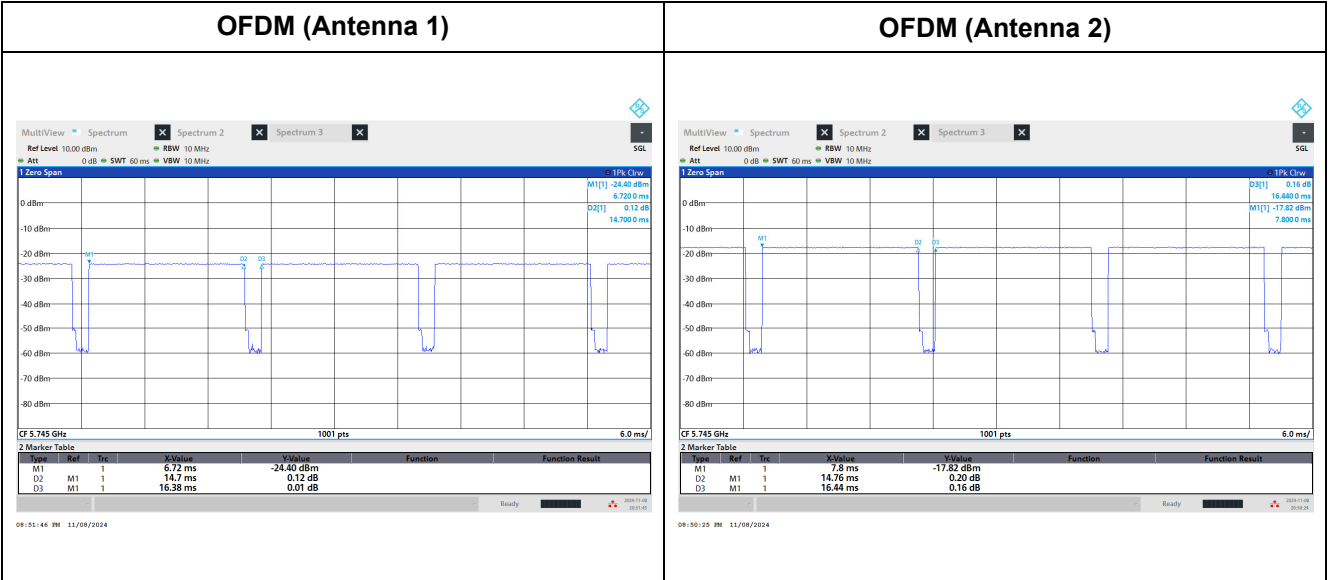 OFDM (Antenna 1)
MultiView Spectrum Spectrum 2 Spectrum 3
Ref Level 10.00 dBm RBW 10 MHz SGL
Att 0 dB SWT 60 ms VBW 10 MHz
1 Zero Span 1Pk Clrw
M1[1] -24.40 dBm
6.720 0 ms
D2[1] 0.12 dB
14.700 0 ms
0 dBm
-10 dBm
-20 dBm
M1
D2 D3
-30 dBm
-40 dBm
-50 dBm
-60 dBm
-70 dBm
-80 dBm
CF 5.745 GHz 1001 pts 6.0 ms/
2 Marker Table
Type Ref Trc X-Value Y-Value Function Function Result
M1 1 6.72 ms -24.40 dBm
D2 M1 1 14.7 ms 0.12 dB
D3 M1 1 16.38 ms 0.01 dB
Ready 2024-11-08
20:51:45
08:51:46 PM 11/08/2024
OFDM (Antenna 2)
MultiView Spectrum Spectrum 2 Spectrum 3
Ref Level 10.00 dBm RBW 10 MHz SGL
Att 0 dB SWT 60 ms VBW 10 MHz
1 Zero Span 1Pk Clrw
D3[1] 0.16 dB
16.440 0 ms
M1[1] -17.82 dBm
7.800 0 ms
0 dBm
-10 dBm
M1
D2 D3
-20 dBm
-30 dBm
-40 dBm
-50 dBm
-60 dBm
-70 dBm
-80 dBm
CF 5.745 GHz 1001 pts 6.0 ms/
2 Marker Table
Type Ref Trc X-Value Y-Value Function Function Result
M1 1 7.8 ms -17.82 dBm
D2 M1 1 14.76 ms 0.20 dB
D3 M1 1 16.44 ms 0.16 dB
Ready 2024-11-08
20:50:24
08:50:25 PM 11/08/2024